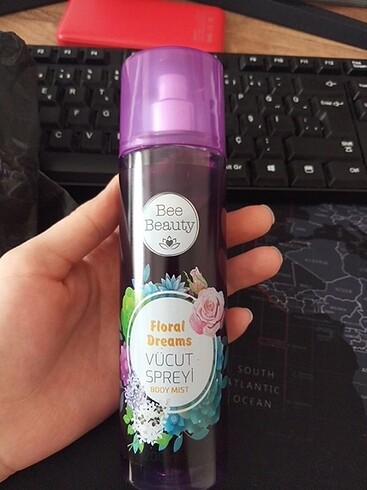 Bee
Beauty
Floral
Dreams
VÜCUT
SPREYİ
BODY MIST
SOUTH
ATLANTIC
OCEAN